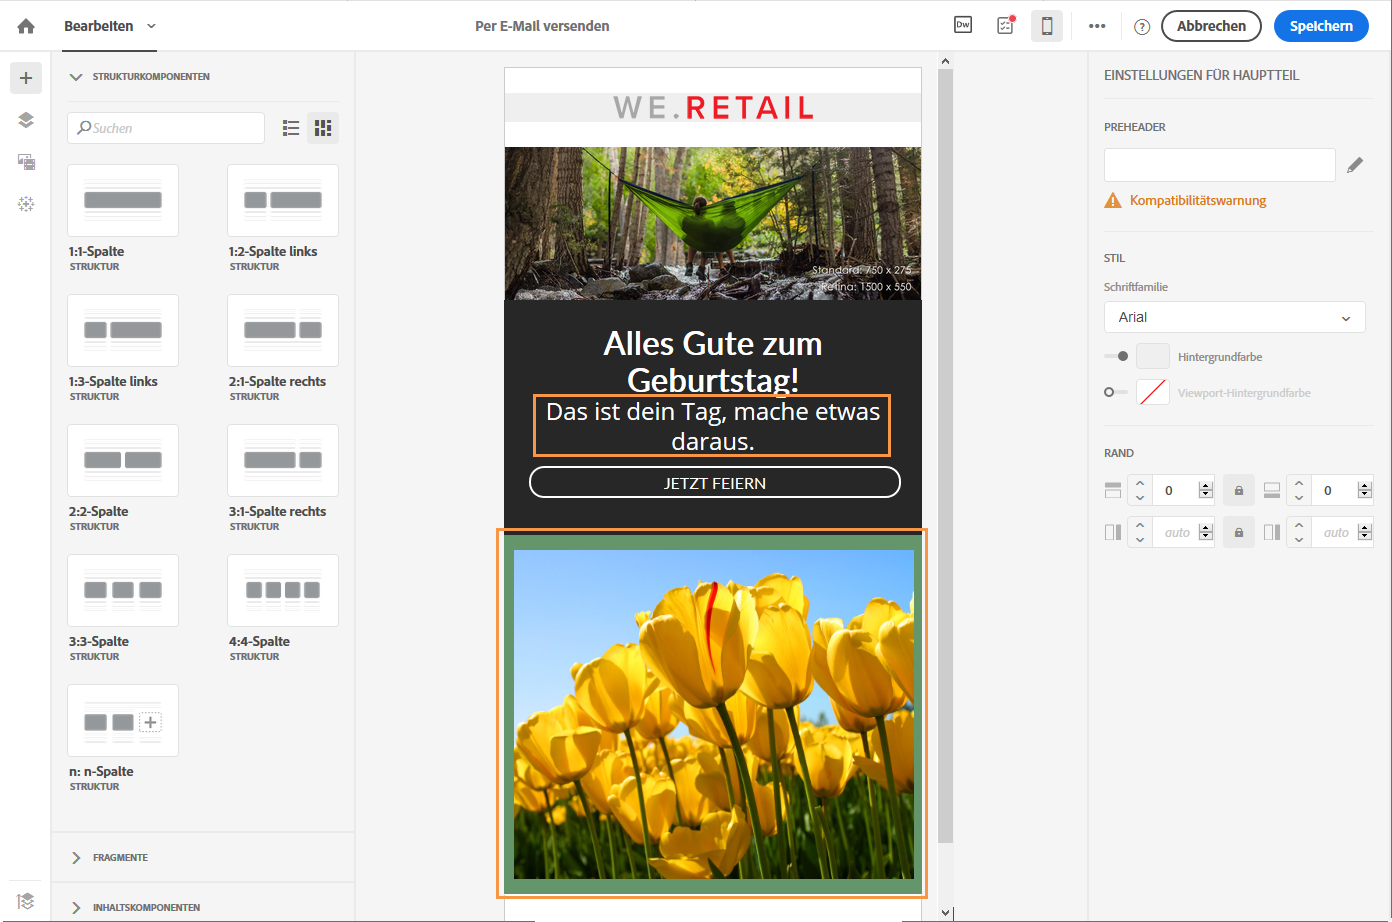 Bearbeiten
Per E-Mail versenden
Dw
?
Abbrechen
Speichern
STRUKTURKOMPONENTEN
Suchen
1:1-Spalte
STRUKTUR
1:2-Spalte links
STRUKTUR
1:3-Spalte links
STRUKTUR
2:1-Spalte rechts
STRUKTUR
2:2-Spalte
STRUKTUR
3:1-Spalte rechts
STRUKTUR
3:3-Spalte
STRUKTUR
4:4-Spalte
STRUKTUR
n: n-Spalte
STRUKTUR
FRAGMENTE
INHALTSKOMPONENTEN
WE.RETAIL
Standard: 750 x 275
Retina: 1500 x 550
Alles Gute zum
Geburtstag!
Das ist dein Tag, mache etwas
daraus.
JETZT FEIERN
EINSTELLUNGEN FÜR HAUPTTEIL
PREHEADER
Kompatibilitätswarnung
STIL
Schriftfamilie
Arial
Hintergrundfarbe
Viewport-Hintergrundfarbe
RAND
0
0
auto
auto